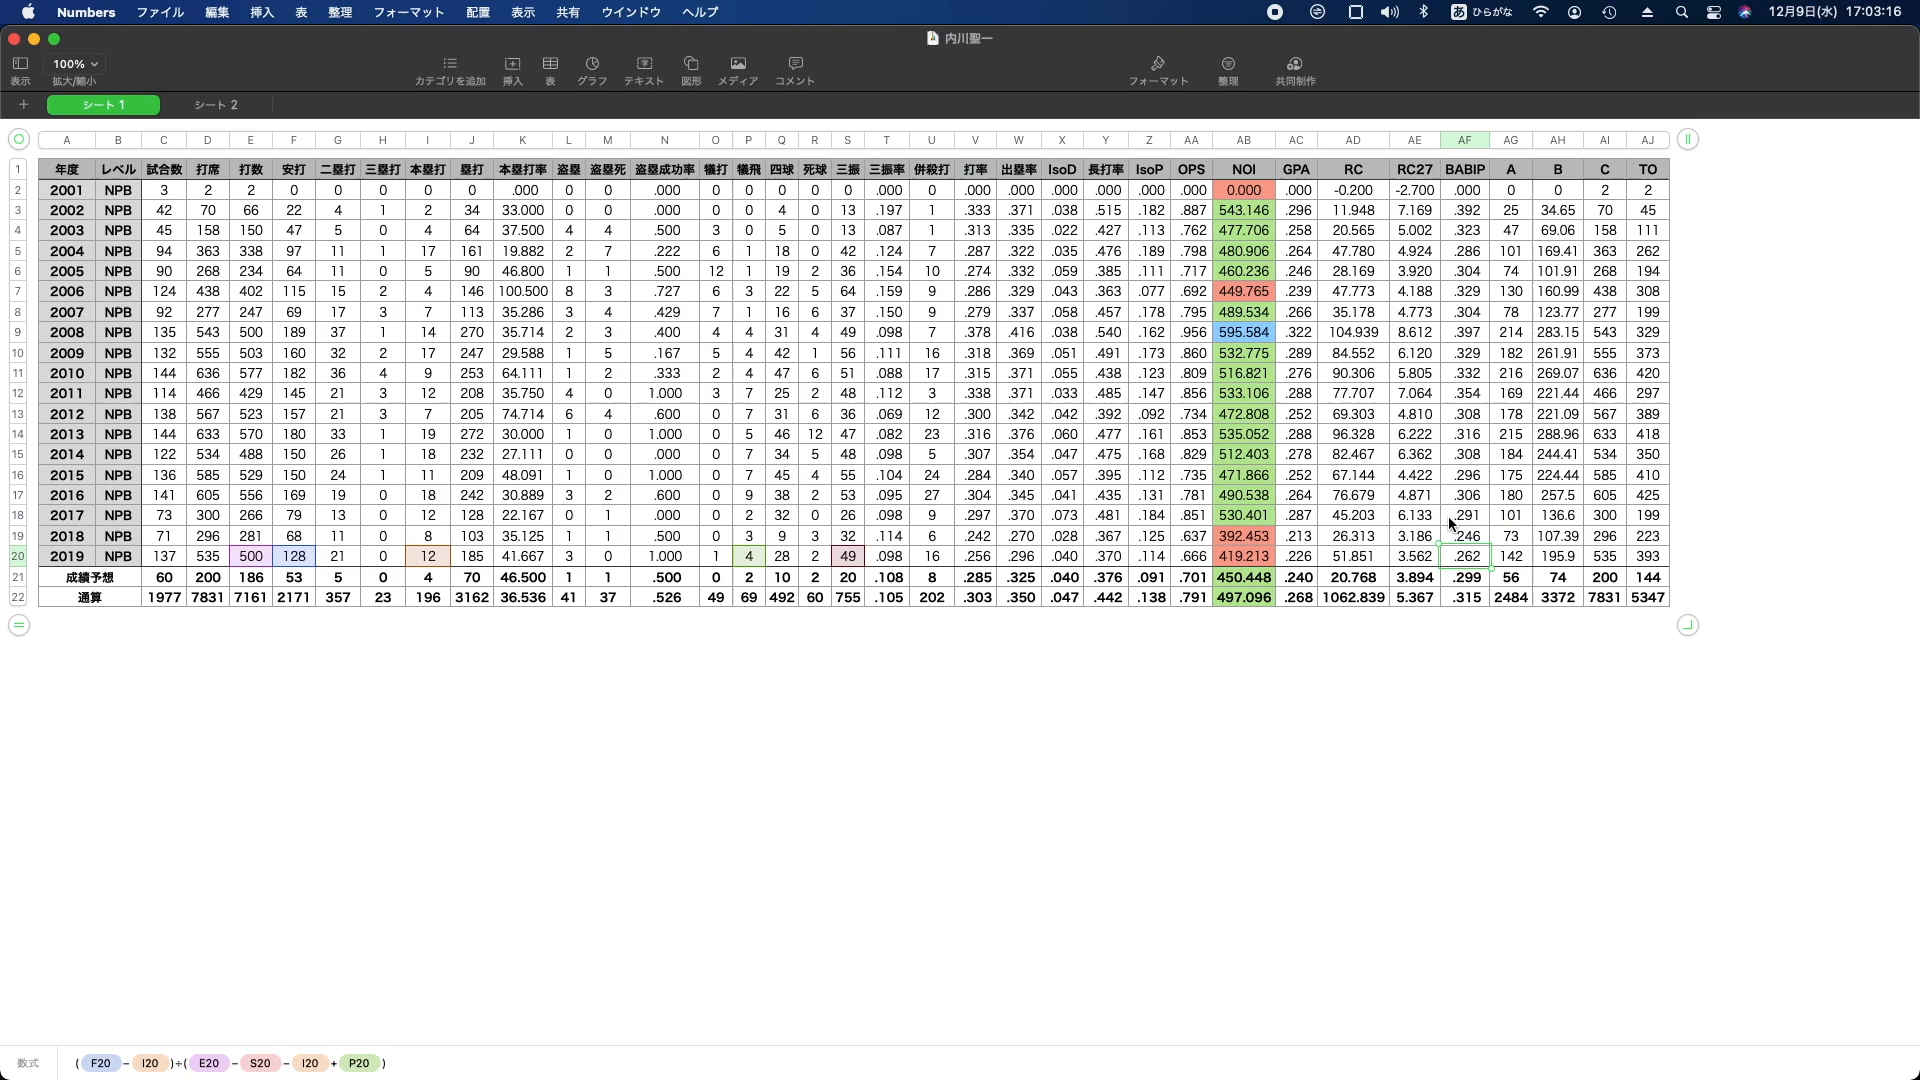 Numbers ファイル 編集 挿入 表 整理 フォーマット 配置 表示 共有 ウインドウ ヘルプ あ ひらがな 12月9日(水) 17:03:16
内川聖一
100%
表示 拡大/縮小 カテゴリを追加 挿入 表 グラフ テキスト 図形 メディア コメント フォーマット 整理 共同制作
+ シート 1 シート 2
A B C D E F G H I J K L M N O P Q R S T U V W X Y Z AA AB AC AD AE AF AG AH AI AJ
1 年度 レベル 試合数 打席 打数 安打 二塁打 三塁打 本塁打 塁打 本塁打率 盗塁 盗塁死 盗塁成功率 犠打 犠飛 四球 死球 三振 三振率 併殺打 打率 出塁率 IsoD 長打率 IsoP OPS NOI GPA RC RC27 BABIP A B C TO
2 2001 NPB 3 2 2 0 0 0 0 0 .000 0 0 .000 0 0 0 0 0 .000 0 .000 .000 .000 .000 .000 .000 0.000 .000 -0.200 -2.700 .000 0 0 2 2
3 2002 NPB 42 70 66 22 4 1 2 34 33.000 0 0 .000 0 0 4 0 13 .197 1 .333 .371 .038 .515 .182 .887 543.146 .296 11.948 7.169 .392 25 34.65 70 45
4 2003 NPB 45 158 150 47 5 0 4 64 37.500 4 4 .500 3 0 5 0 13 .087 1 .313 .335 .022 .427 .113 .762 477.706 .258 20.565 5.002 .323 47 69.06 158 111
5 2004 NPB 94 363 338 97 11 1 17 161 19.882 2 7 .222 6 1 18 0 42 .124 7 .287 .322 .035 .476 .189 .798 480.906 .264 47.780 4.924 .286 101 169.41 363 262
6 2005 NPB 90 268 234 64 11 0 5 90 46.800 1 1 .500 12 1 19 2 36 .154 10 .274 .332 .059 .385 .111 .717 460.236 .246 28.169 3.920 .304 74 101.91 268 194
7 2006 NPB 124 438 402 115 15 2 4 146 100.500 8 3 .727 6 3 22 5 64 .159 9 .286 .329 .043 .363 .077 .692 449.765 .239 47.773 4.188 .329 130 160.99 438 308
8 2007 NPB 92 277 247 69 17 3 7 113 35.286 3 4 .429 7 1 16 6 37 .150 9 .279 .337 .058 .457 .178 .795 489.534 .266 35.178 4.773 .304 78 123.77 277 199
9 2008 NPB 135 543 500 189 37 1 14 270 35.714 2 3 .400 4 4 31 4 49 .098 7 .378 .416 .038 .540 .162 .956 595.584 .322 104.939 8.612 .397 214 283.15 543 329
10 2009 NPB 132 555 503 160 32 2 17 247 29.588 1 5 .167 5 4 42 1 56 .111 16 .318 .369 .051 .491 .173 .860 532.775 .289 84.552 6.120 .329 182 261.91 555 373
11 2010 NPB 144 636 577 182 36 4 9 253 64.111 1 2 .333 2 4 47 6 51 .088 17 .315 .371 .055 .438 .123 .809 516.821 .276 90.306 5.805 .332 216 269.07 636 420
12 2011 NPB 114 466 429 145 21 3 12 208 35.750 4 0 1.000 3 7 25 2 48 .112 3 .338 .371 .033 .485 .147 .856 533.106 .288 77.707 7.064 .354 169 221.44 466 297
13 2012 NPB 138 567 523 157 21 3 7 205 74.714 6 4 .600 0 7 31 6 36 .069 12 .300 .342 .042 .392 .092 .734 472.808 .252 69.303 4.810 .308 178 221.09 567 389
14 2013 NPB 144 633 570 180 33 1 19 272 30.000 1 0 1.000 0 5 46 12 47 .082 23 .316 .376 .060 .477 .161 .853 535.052 .288 96.328 6.222 .316 215 288.96 633 418
15 2014 NPB 122 534 488 150 26 1 18 232 27.111 0 0 .000 0 7 34 5 48 .098 5 .307 .354 .047 .475 .168 .829 512.403 .278 82.467 6.362 .308 184 244.41 534 350
16 2015 NPB 136 585 529 150 24 1 11 209 48.091 1 0 1.000 0 7 45 4 55 .104 24 .284 .340 .057 .395 .112 .735 471.866 .252 67.144 4.422 .296 175 224.44 585 410
17 2016 NPB 141 605 556 169 19 0 18 242 30.889 3 2 .600 0 9 38 2 53 .095 27 .304 .345 .041 .435 .131 .781 490.538 .264 76.679 4.871 .306 180 257.5 605 425
18 2017 NPB 73 300 266 79 13 0 12 128 22.167 0 1 .000 0 2 32 0 26 .098 9 .297 .370 .073 .481 .184 .851 530.401 .287 45.203 6.133 .291 101 136.6 300 199
19 2018 NPB 71 296 281 68 11 0 8 103 35.125 1 1 .500 0 3 9 3 32 .114 6 .242 .270 .028 .367 .125 .637 392.453 .213 26.313 3.186 .246 73 107.39 296 223
20 2019 NPB 137 535 500 128 21 0 12 185 41.667 3 0 1.000 1 4 28 2 49 .098 16 .256 .296 .040 .370 .114 .666 419.213 .226 51.851 3.562 .262 142 195.9 535 393
21 成績予想 60 200 186 53 5 0 4 70 46.500 1 1 .500 0 2 10 2 20 .108 8 .285 .325 .040 .376 .091 .701 450.448 .240 20.768 3.894 .299 56 74 200 144
22 通算 1977 7831 7161 2171 357 23 196 3162 36.536 41 37 .526 49 69 492 60 755 .105 202 .303 .350 .047 .442 .138 .791 497.096 .268 1062.839 5.367 .315 2484 3372 7831 5347
数式 ( F20 − I20 )÷( E20 − S20 − I20 + P20 )